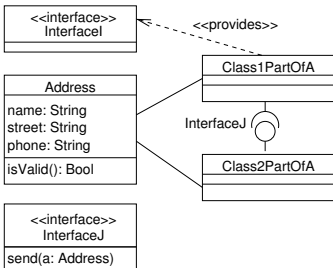 <<interface>>
InterfaceI
<<provides>>
Class1PartOfA
Address
name: String
street: String
phone: String
isValid(): Bool
InterfaceJ
Class2PartOfA
<<interface>>
InterfaceJ
send(a: Address)